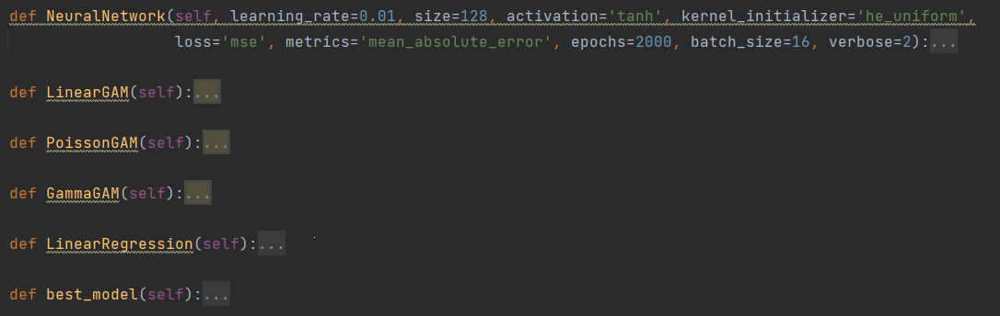 def NeuralNetwork(self, learning_rate=0.01, size=128, activation='tanh', kernel_initializer='he_uniform',
loss='mse', metrics='mean_absolute_error', epochs=2000, batch_size=16, verbose=2):...
def LinearGAM(self):...
def PoissonGAM(self):...
def GammaGAM(self):...
def LinearRegression(self):...
def best_model(self):...